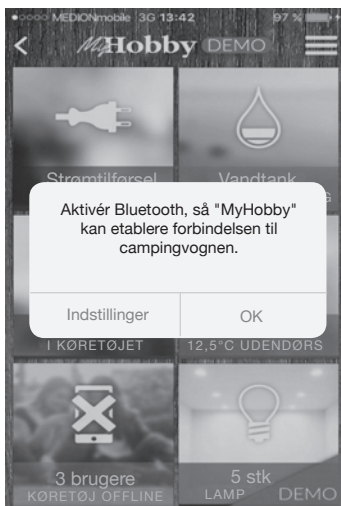 MEDIONmobile 3G 13:42 97 %
MyHobby DEMO
Strømtilførsel Vandtank
Aktivér Bluetooth, så "MyHobby"
kan etablere forbindelsen til
campingvognen.
Indstillinger OK
I KØRETØJET 12,5°C UDENDØRS
3 brugere 5 stk
KØRETØJ OFFLINE LAMP DEMO